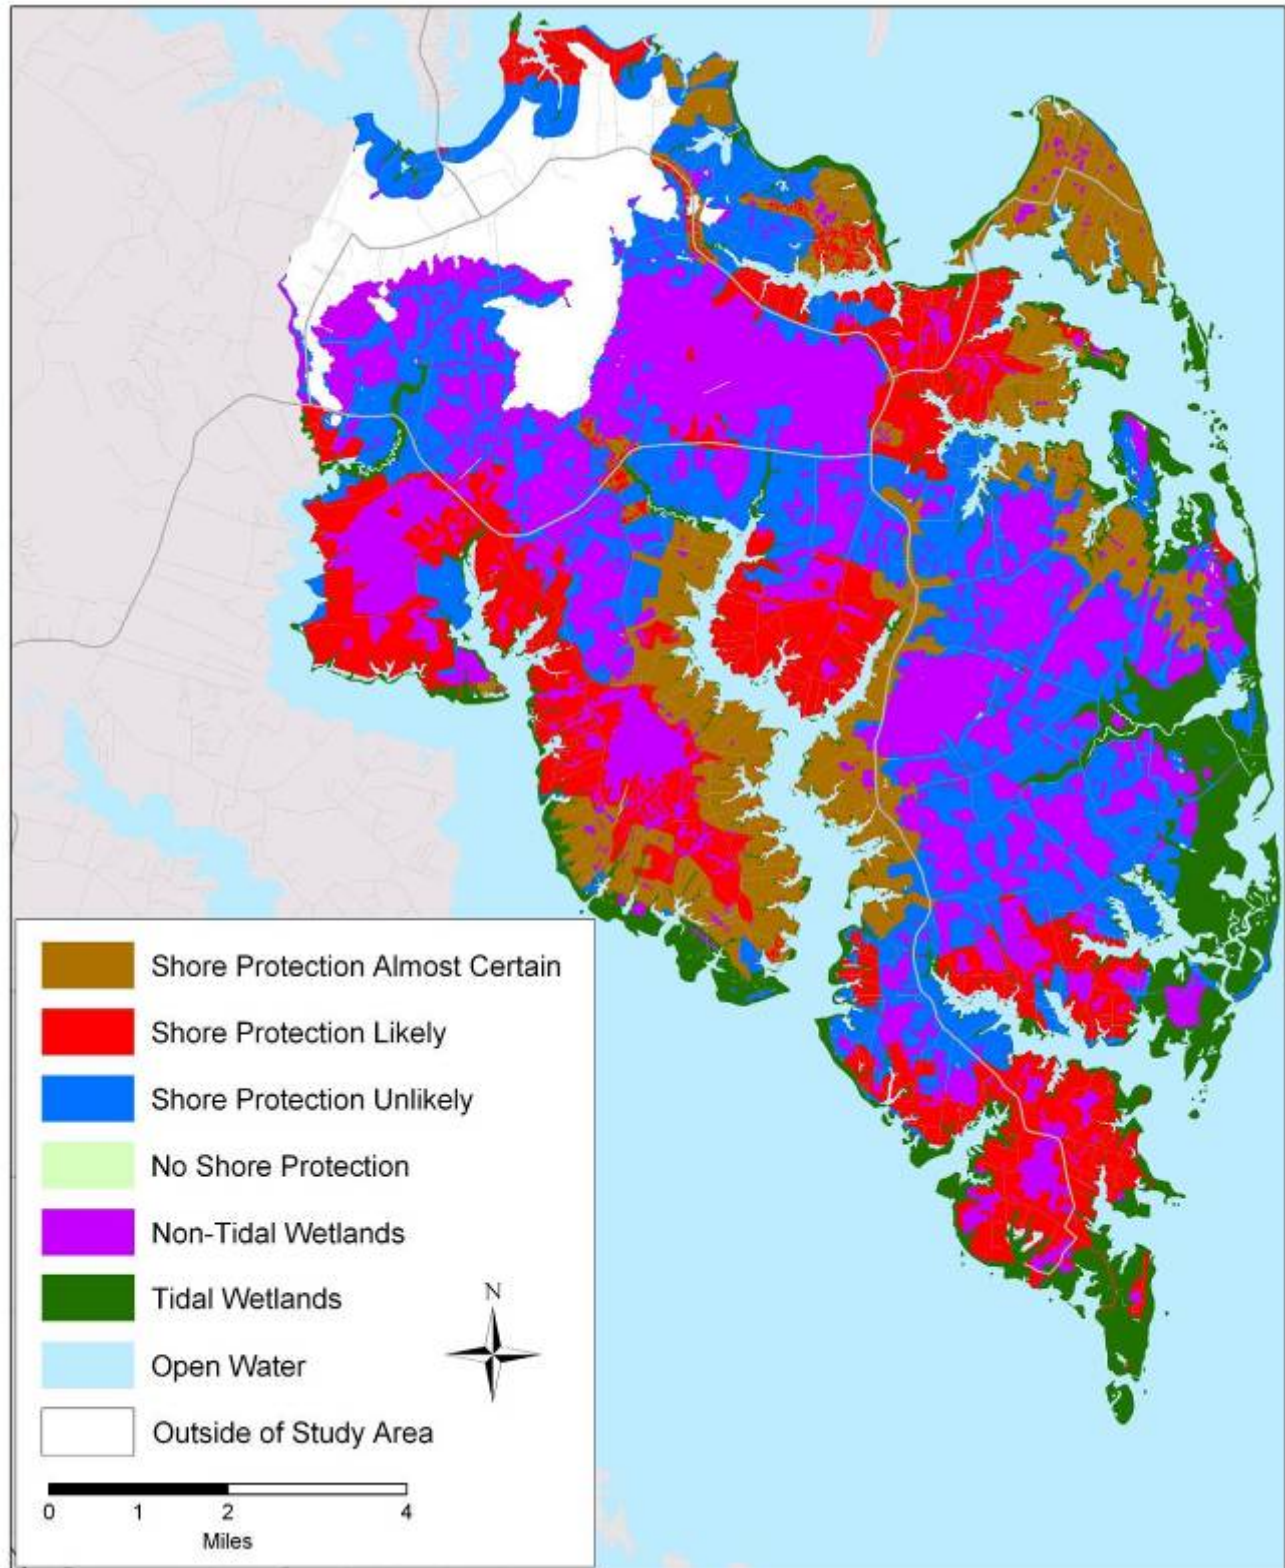 Shore Protection Almost Certain
Shore Protection Likely
Shore Protection Unlikely
No Shore Protection
Non-Tidal Wetlands
Tidal Wetlands
N
Open Water
Outside of Study Area
0 1 2 4
Miles